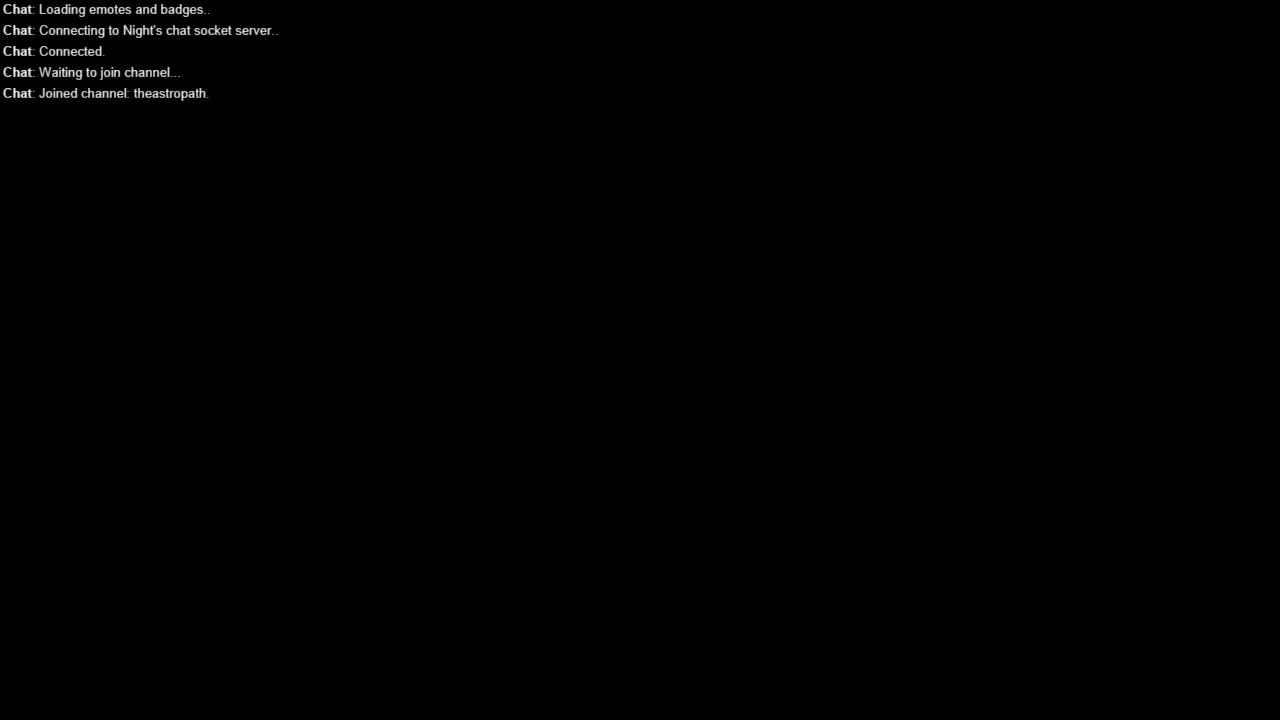 Chat: Loading emotes and badges..
Chat: Connecting to Night's chat socket server..
Chat: Connected.
Chat: Waiting to join channel...
Chat: Joined channel: theastropath.